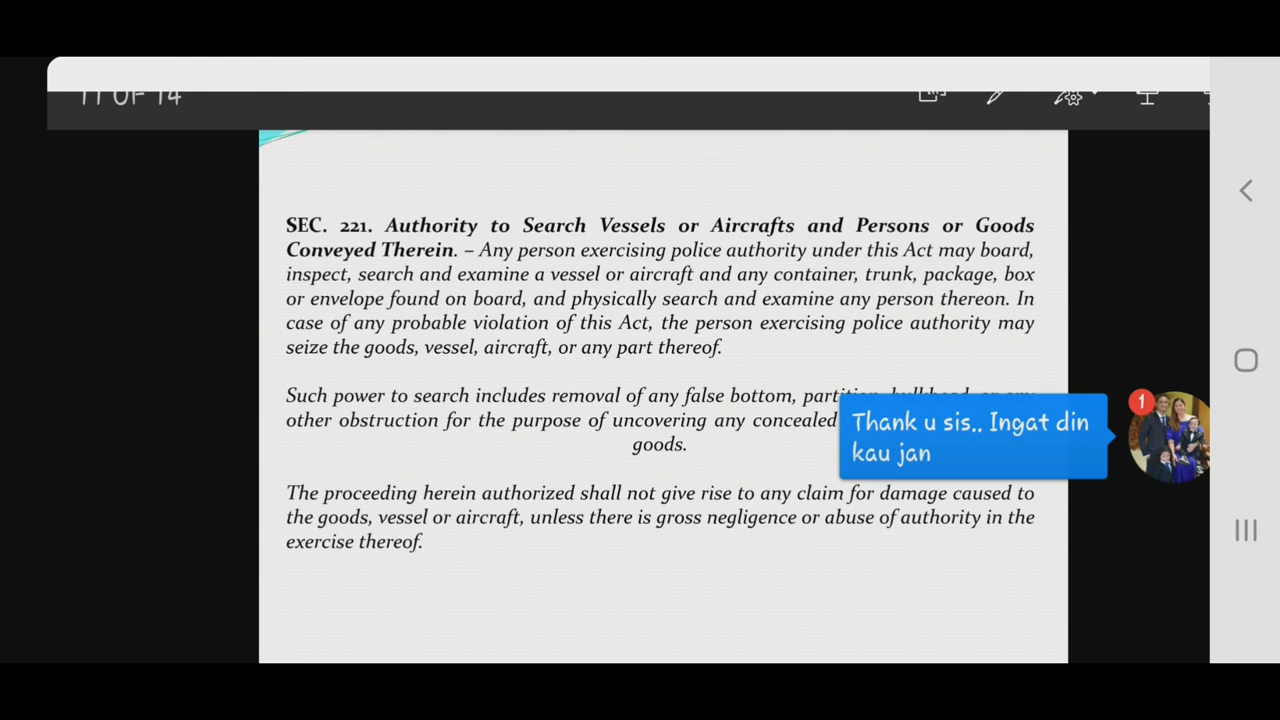 11 OF 14
SEC. 221. Authority to Search Vessels or Aircrafts and Persons or Goods
Conveyed Therein. – Any person exercising police authority under this Act may board,
inspect, search and examine a vessel or aircraft and any container, trunk, package, box
or envelope found on board, and physically search and examine any person thereon. In
case of any probable violation of this Act, the person exercising police authority may
seize the goods, vessel, aircraft, or any part thereof.
Such power to search includes removal of any false bottom, partition, bulkhead, or any
other obstruction for the purpose of uncovering any concealed
goods.
The proceeding herein authorized shall not give rise to any claim for damage caused to
the goods, vessel or aircraft, unless there is gross negligence or abuse of authority in the
exercise thereof.
Thank u sis.. Ingat din
kau jan
1